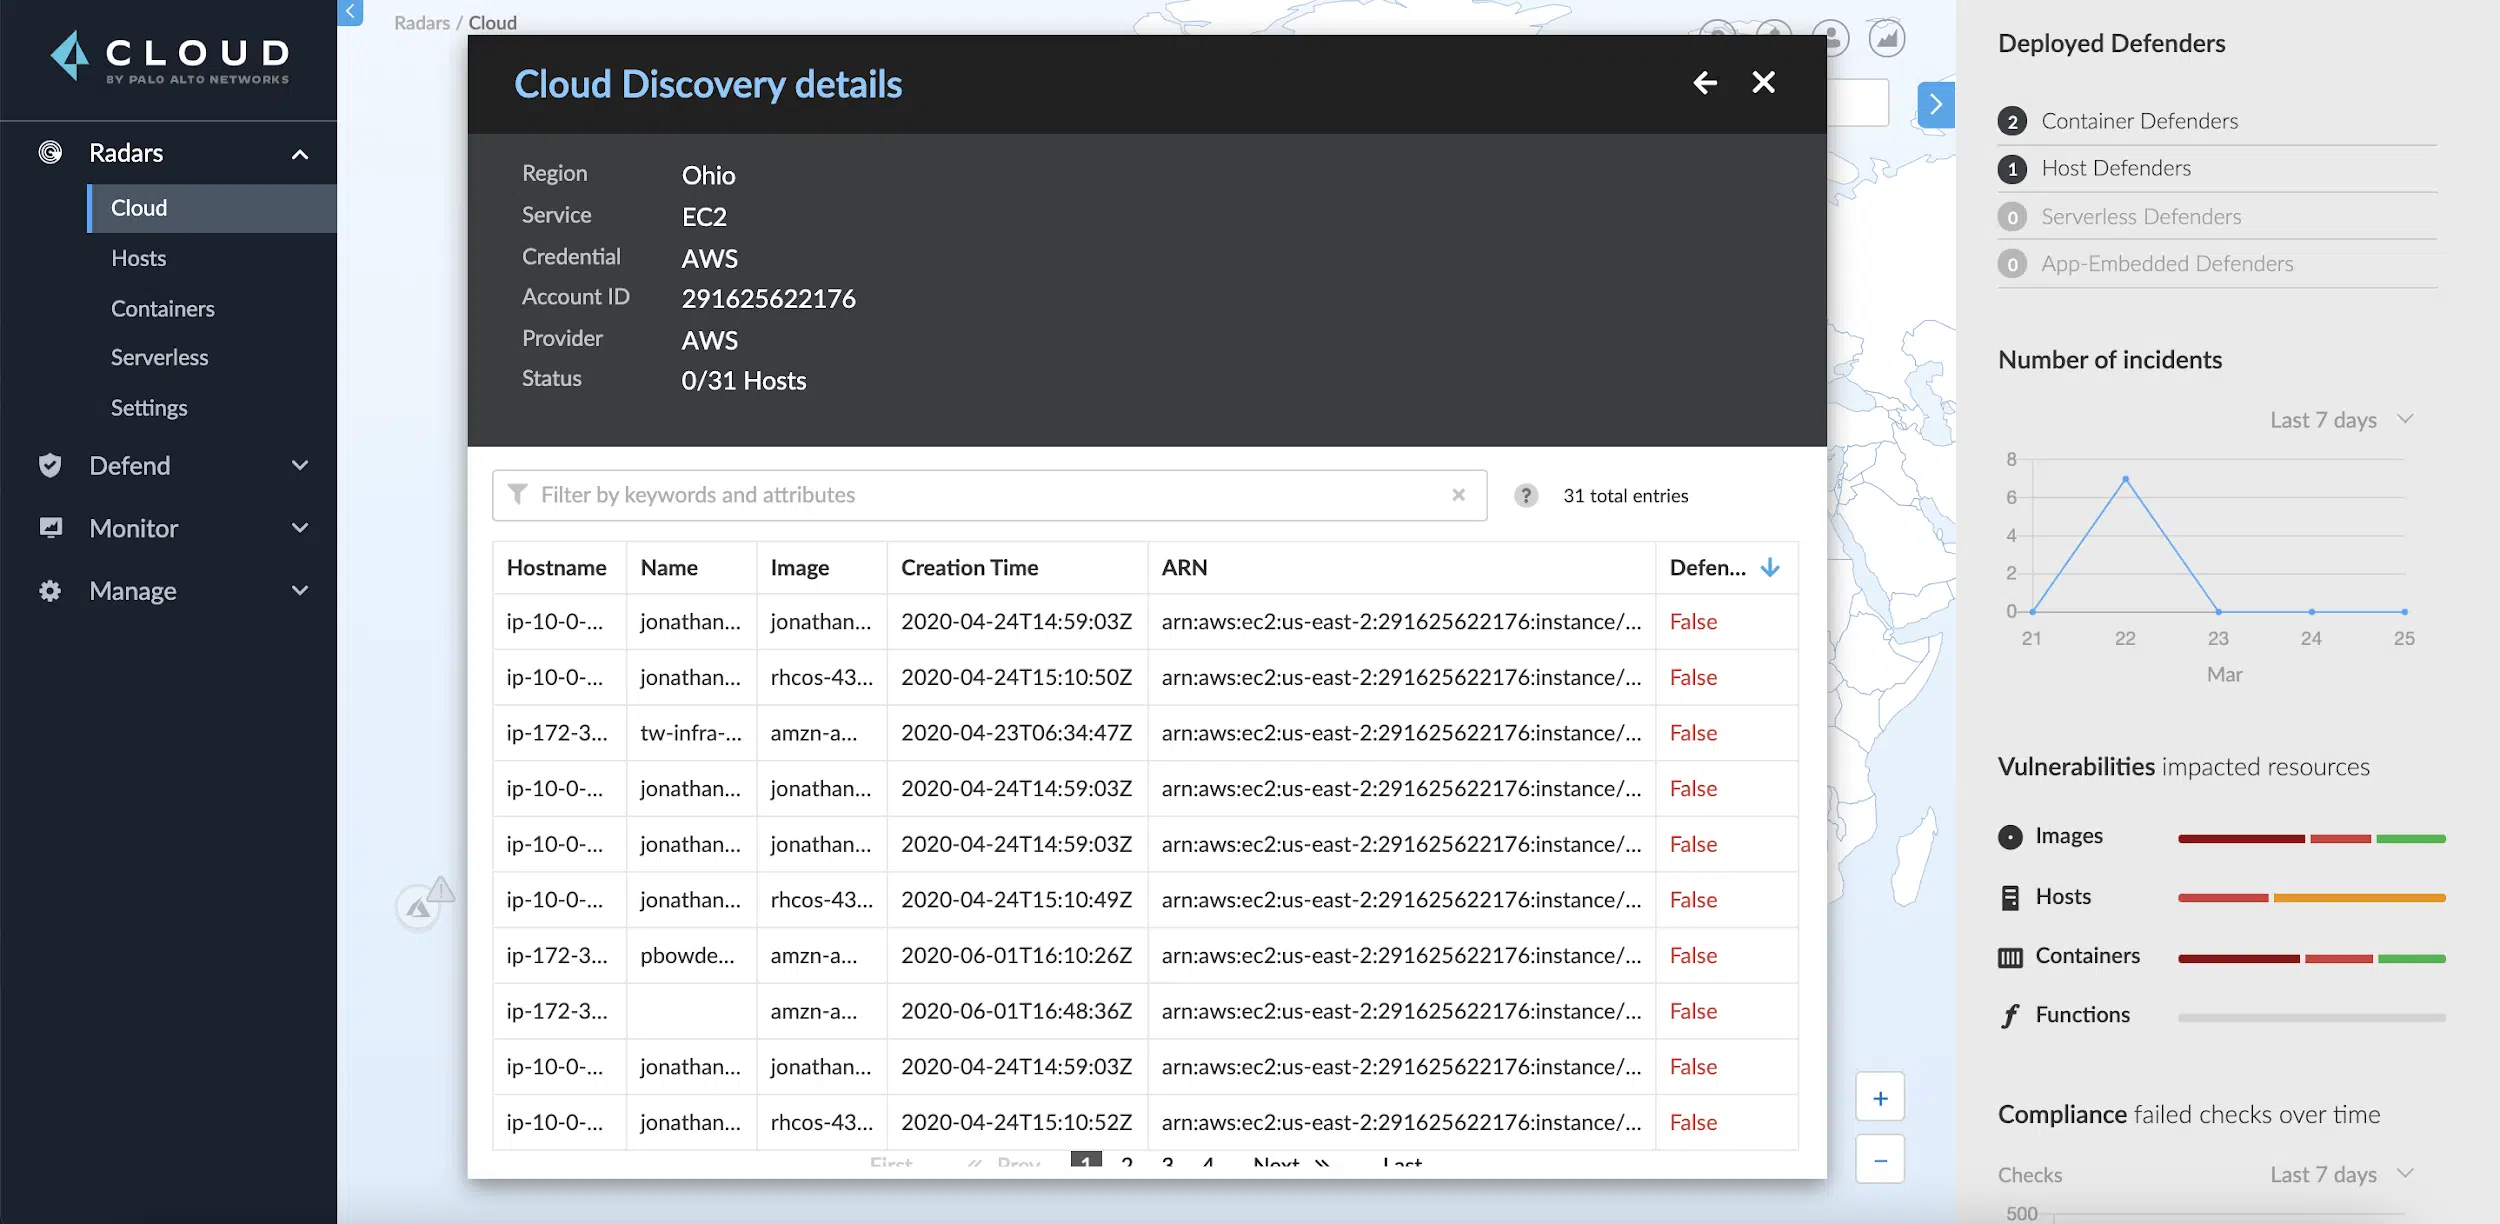 CLOUD
BY PALO ALTO NETWORKS
Radars
Cloud
Hosts
Containers
Serverless
Settings
Defend
Monitor
Manage
Radars / Cloud
Cloud Discovery details
Region Ohio
Service EC2
Credential AWS
Account ID 291625622176
Provider AWS
Status 0/31 Hosts
Filter by keywords and attributes × ? 31 total entries
Hostname Name Image Creation Time ARN Defen...
ip-10-0-... jonathan... jonathan... 2020-04-24T14:59:03Z arn:aws:ec2:us-east-2:291625622176:instance/... False
ip-10-0-... jonathan... rhcos-43... 2020-04-24T15:10:50Z arn:aws:ec2:us-east-2:291625622176:instance/... False
ip-172-3... tw-infra-... amzn-a... 2020-04-23T06:34:47Z arn:aws:ec2:us-east-2:291625622176:instance/... False
ip-10-0-... jonathan... jonathan... 2020-04-24T14:59:03Z arn:aws:ec2:us-east-2:291625622176:instance/... False
ip-10-0-... jonathan... jonathan... 2020-04-24T14:59:03Z arn:aws:ec2:us-east-2:291625622176:instance/... False
ip-10-0-... jonathan... rhcos-43... 2020-04-24T15:10:49Z arn:aws:ec2:us-east-2:291625622176:instance/... False
ip-172-3... pbowde... amzn-a... 2020-06-01T16:10:26Z arn:aws:ec2:us-east-2:291625622176:instance/... False
ip-172-3... amzn-a... 2020-06-01T16:48:36Z arn:aws:ec2:us-east-2:291625622176:instance/... False
ip-10-0-... jonathan... jonathan... 2020-04-24T14:59:03Z arn:aws:ec2:us-east-2:291625622176:instance/... False
ip-10-0-... jonathan... rhcos-43... 2020-04-24T15:10:52Z arn:aws:ec2:us-east-2:291625622176:instance/... False
First « Prev 1 2 3 4 Next » Last
+
−
Deployed Defenders
2 Container Defenders
1 Host Defenders
0 Serverless Defenders
0 App-Embedded Defenders
Number of incidents
Last 7 days
8
6
4
2
0
21 22 23 24 25
Mar
Vulnerabilities impacted resources
Images
Hosts
Containers
Functions
Compliance failed checks over time
Checks Last 7 days
500